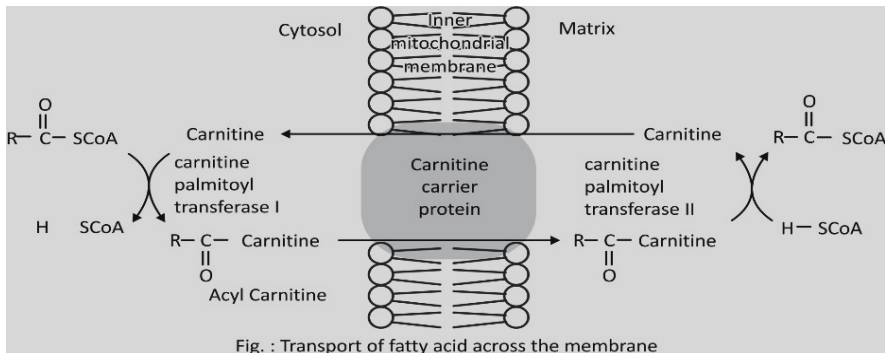 Cytosol
Inner
mitochondrial
membrane
Matrix
O
R — C — SCoA
Carnitine
Carnitine
O
R — C — SCoA
carnitine
palmitoyl
transferase I
Carnitine
carrier
protein
carnitine
palmitoyl
transferase II
H SCoA
R — C — Carnitine
O
R — C — Carnitine
O
H — SCoA
Acyl Carnitine
Fig. : Transport of fatty acid across the membrane